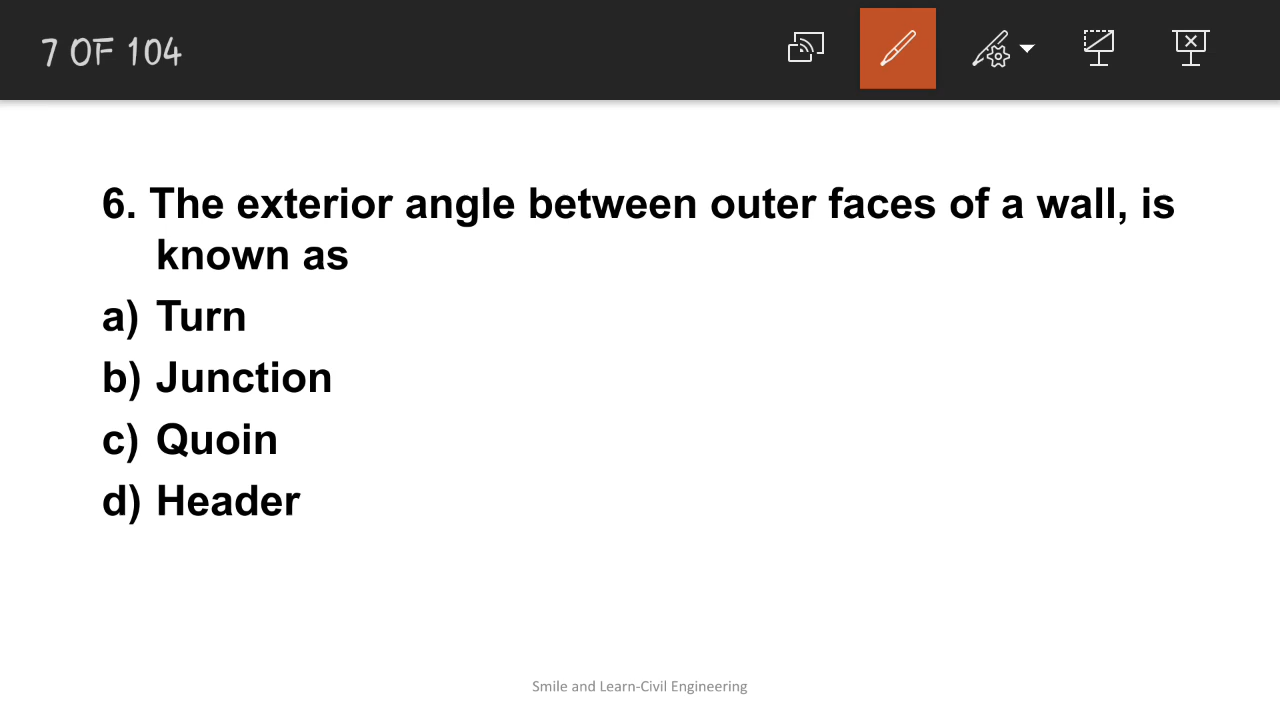 7 OF 104
6. The exterior angle between outer faces of a wall, is
known as
a) Turn
b) Junction
c) Quoin
d) Header
Smile and Learn-Civil Engineering